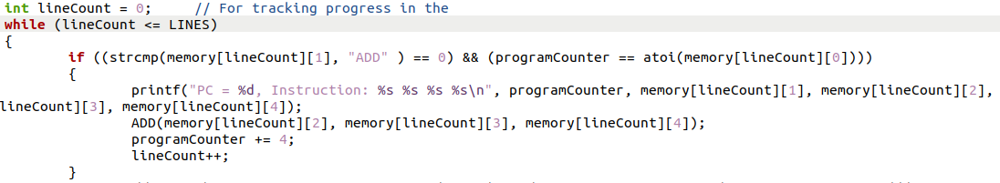 int lineCount = 0;     // For tracking progress in the
while (lineCount <= LINES)
{
        if ((strcmp(memory[lineCount][1], "ADD" ) == 0) && (programCounter == atoi(memory[lineCount][0])))
        {
                printf("PC = %d, Instruction: %s %s %s %s\n", programCounter, memory[lineCount][1], memory[lineCount][2],
lineCount][3], memory[lineCount][4]);
                ADD(memory[lineCount][2], memory[lineCount][3], memory[lineCount][4]);
                programCounter += 4;
                lineCount++;
        }